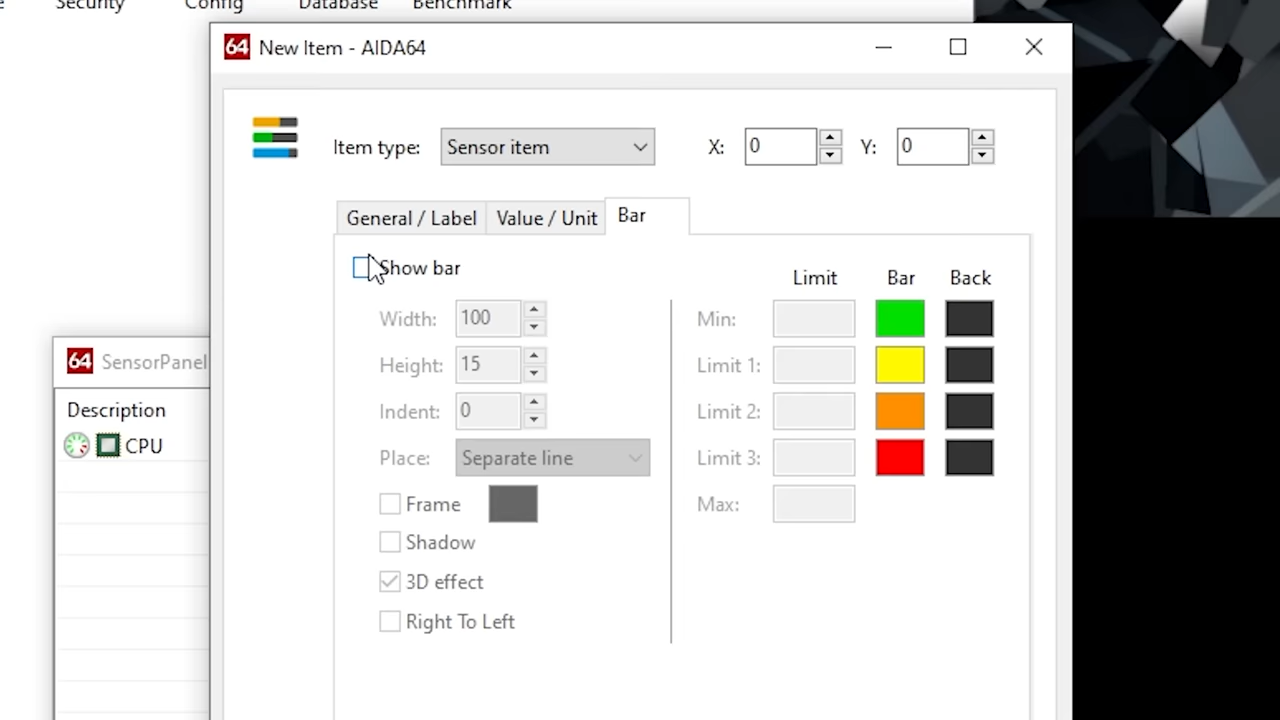 Security Config Database Benchmark
64 New Item - AIDA64
Item type: Sensor item X: 0 Y: 0
General / Label Value / Unit Bar
Show bar
Limit Bar Back
Width: 100 Min:
Height: 15 Limit 1:
Indent: 0 Limit 2:
Place: Separate line Limit 3:
Frame Max:
Shadow
3D effect
Right To Left
64 SensorPanel
Description
CPU